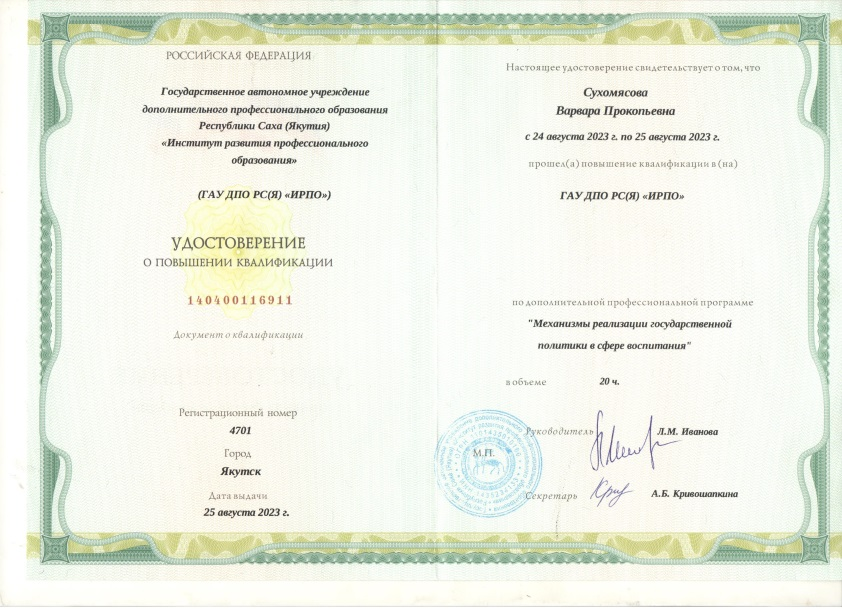 РОССИЙСКАЯ ФЕДЕРАЦИЯ
Государственное автономное учреждение
дополнительного профессионального образования
Республики Саха (Якутия)
«Институт развития профессионального
образования»
(ГАУ ДПО РС(Я) «ИРПО»)
УДОСТОВЕРЕНИЕ
О ПОВЫШЕНИИ КВАЛИФИКАЦИИ
140400116911
Документ о квалификации
Регистрационный номер
4701
Город
Якутск
Дата выдачи
25 августа 2023 г.
Настоящее удостоверение свидетельствует о том, что
Сухомясова
Варвара Прокопьевна
с 24 августа 2023 г. по 25 августа 2023 г.
прошел(а) повышение квалификации в (на)
ГАУ ДПО РС(Я) «ИРПО»
по дополнительной профессиональной программе
"Механизмы реализации государственной
политики в сфере воспитания"
в объеме 20 ч.
Руководитель Л.М. Иванова
М.П.
Секретарь А.Б. Кривошапкина